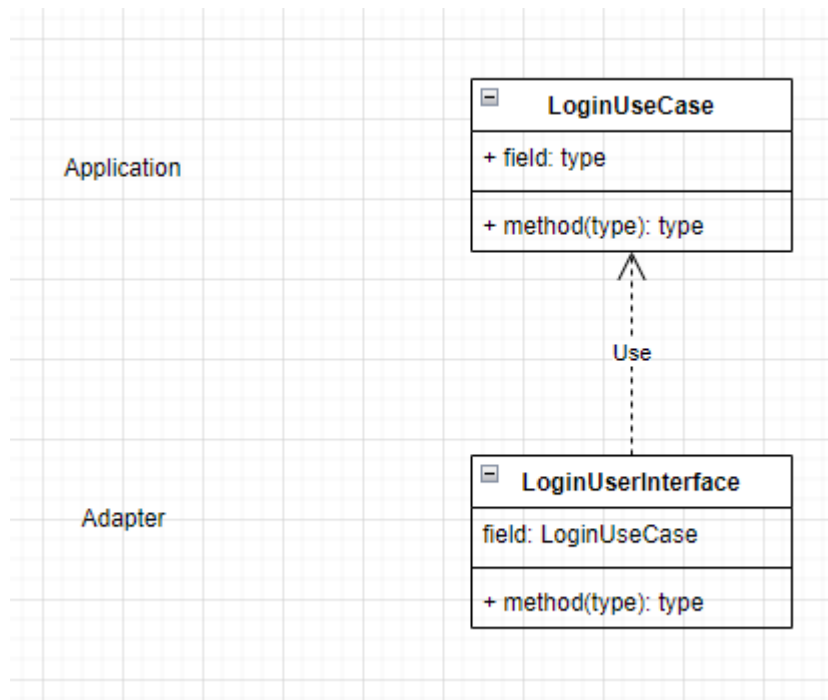 LoginUseCase
+ field: type
Application
+ method(type): type
Use
LoginUserInterface
Adapter
field: LoginUseCase
+ method(type): type